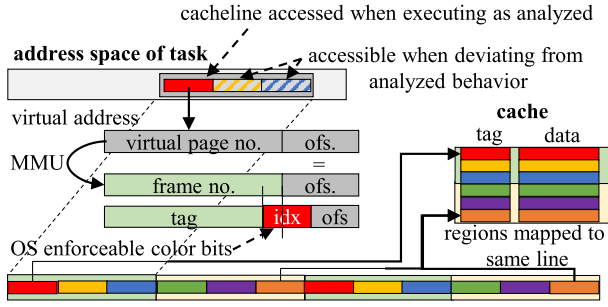 cacheline accessed when executing as analyzed
address space of task
accessible when deviating from
analyzed behavior
virtual address
cache
tag data
virtual page no. ofs.
MMU
=
frame no. ofs.
tag idx ofs
OS enforceable color bits
regions mapped to
same line